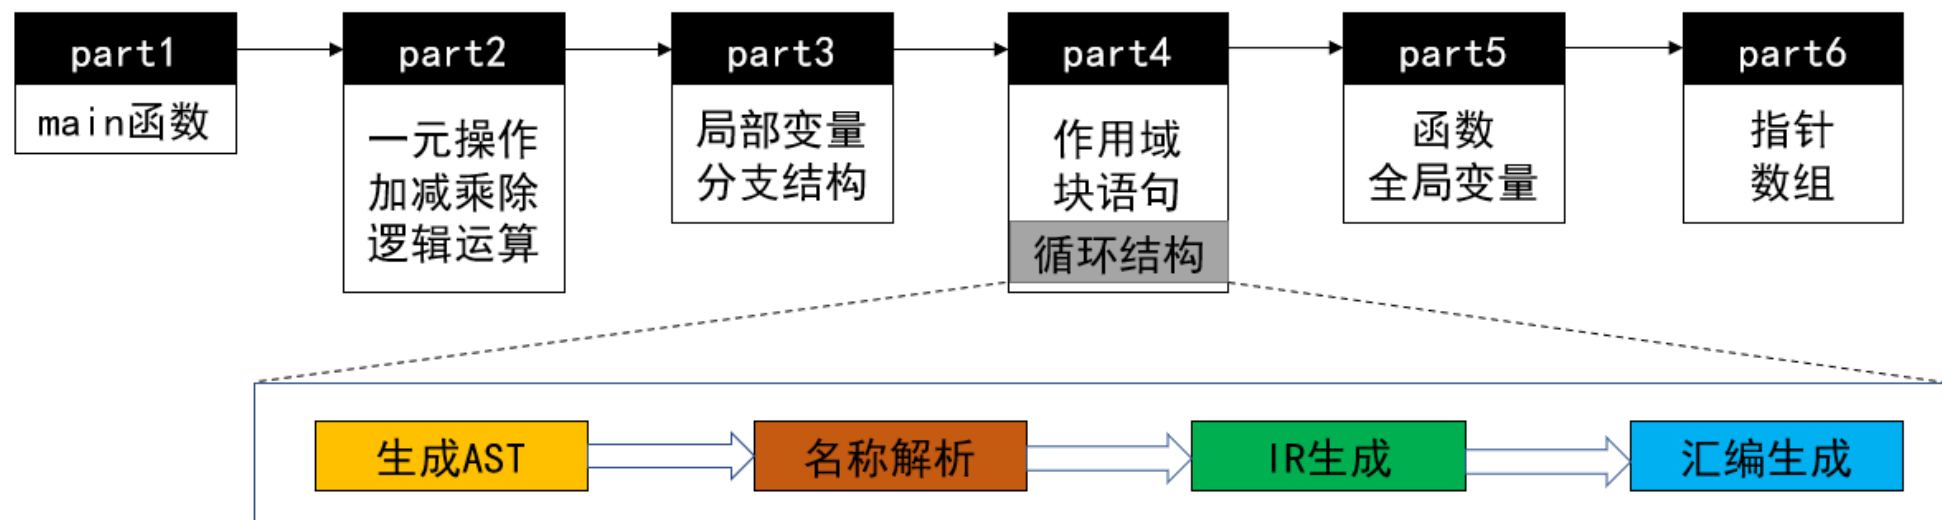 part1
main函数
part2
一元操作
加减乘除
逻辑运算
part3
局部变量
分支结构
part4
作用域
块语句
循环结构
part5
函数
全局变量
part6
指针
数组
生成AST
名称解析
IR生成
汇编生成